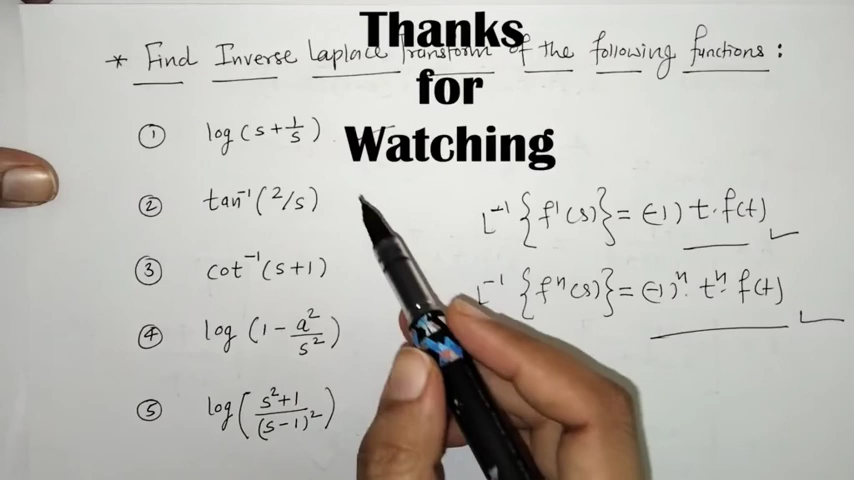 Thanks
for
Watching
* Find Inverse Laplace Transform of the following functions :
① log(s + 1/s)
② tan⁻¹(2/s)
③ cot⁻¹(s+1)
④ log(1 - a²/s²)
⑤ log((s²+1)/(s-1)²)
L⁻¹{f'(s)} = (-1) t. f(t)
L⁻¹{fⁿ(s)} = (-1)ⁿ. tⁿ. f(t)